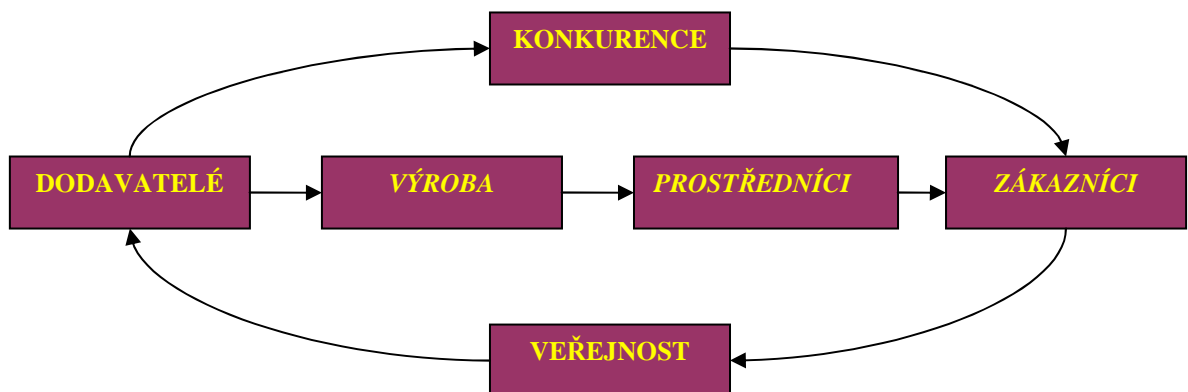 KONKURENCE
DODAVATELÉ
VÝROBA
PROSTŘEDNÍCI
ZÁKAZNÍCI
VEŘEJNOST